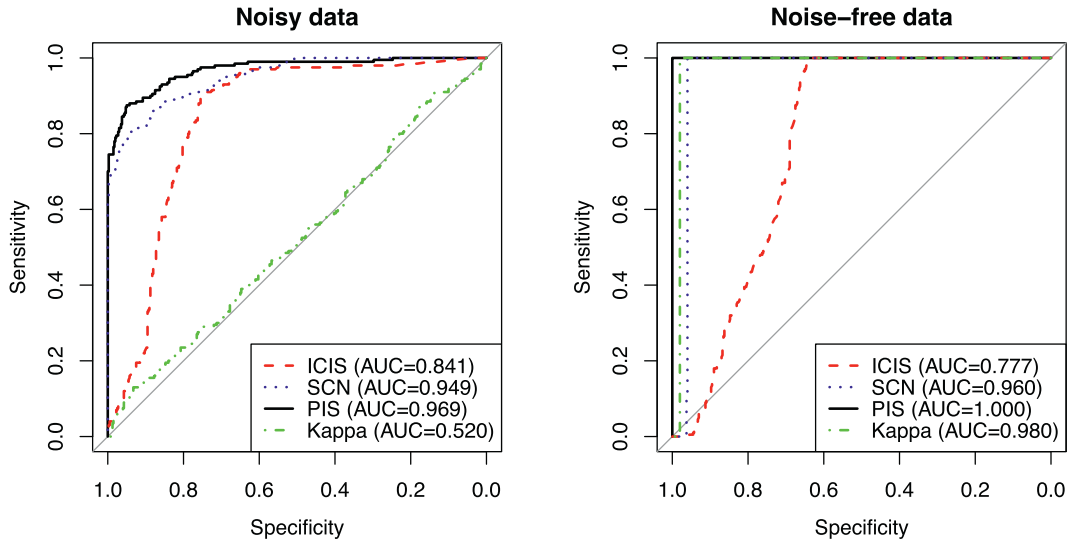 Noisy data
Sensitivity
1.0
0.8
0.6
0.4
0.2
0.0
ICIS (AUC=0.841)
SCN (AUC=0.949)
PIS (AUC=0.969)
Kappa (AUC=0.520)
1.0 0.8 0.6 0.4 0.2 0.0
Specificity
Noise−free data
Sensitivity
1.0
0.8
0.6
0.4
0.2
0.0
ICIS (AUC=0.777)
SCN (AUC=0.960)
PIS (AUC=1.000)
Kappa (AUC=0.980)
1.0 0.8 0.6 0.4 0.2 0.0
Specificity